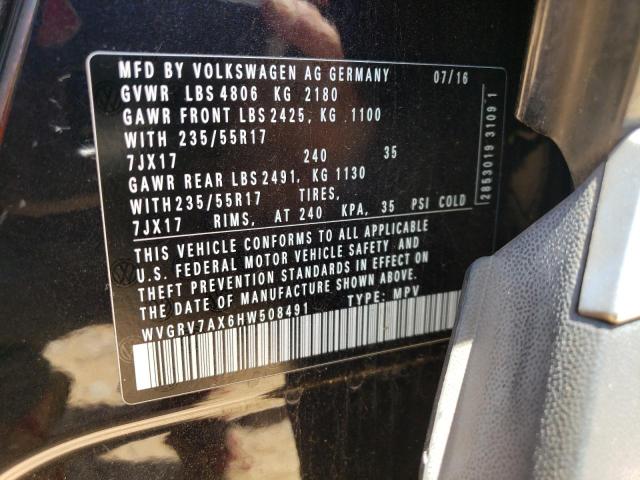 MFD BY VOLKSWAGEN AG GERMANY 07/16
GVWR LBS 4806 KG 2180
GAWR FRONT LBS 2425, KG 1100
WITH 235/55R17
7JX17 240 35
GAWR REAR LBS 2491, KG 1130
WITH 235/55R17 TIRES,
7JX17 RIMS, AT 240 KPA, 35 PSI COLD
THIS VEHICLE CONFORMS TO ALL APPLICABLE
U.S. FEDERAL MOTOR VEHICLE SAFETY AND
THEFT PREVENTION STANDARDS IN EFFECT ON
THE DATE OF MANUFACTURE SHOWN ABOVE.
WVGRV7AX6HW508491 TYPE: MPV
2853019 3109 1